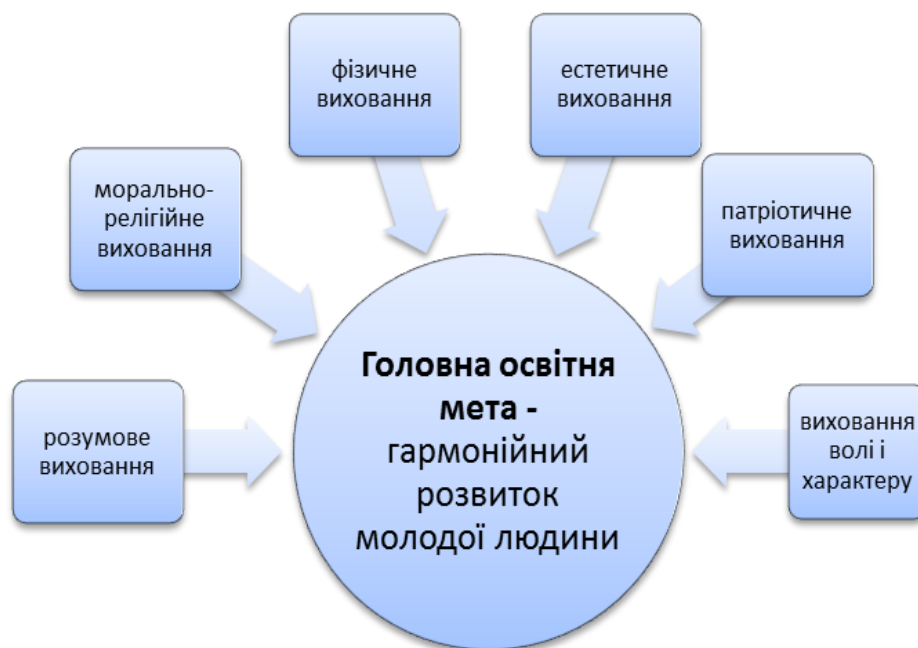 фізичне
виховання
естетичне
виховання
морально-
релігійне
виховання
патріотичне
виховання
Головна освітня
мета -
гармонійний
розвиток
молодої людини
розумове
виховання
виховання
волі і
характеру